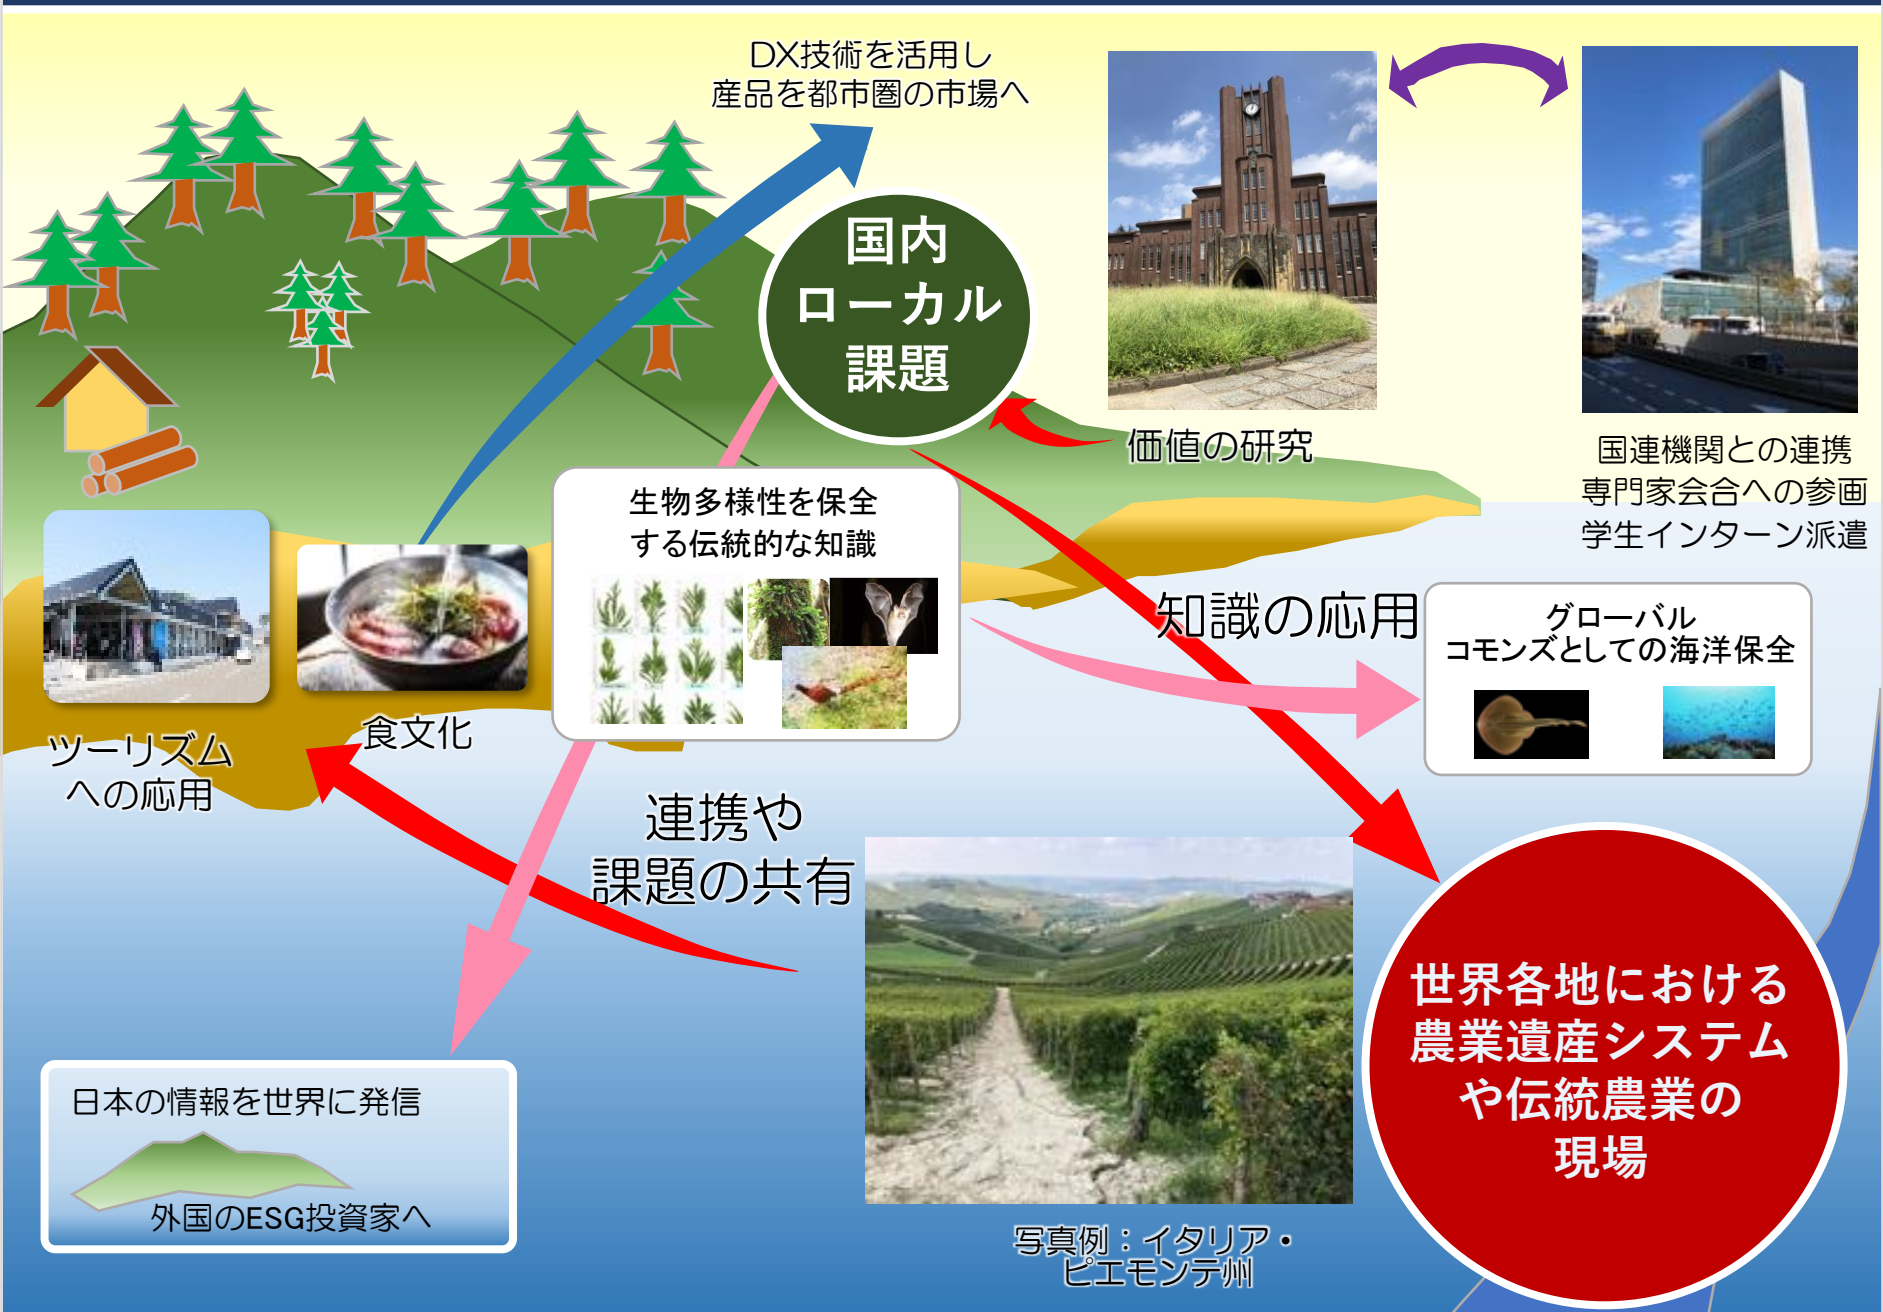 DX技術を活用し
産品を都市圏の市場へ
国内
ローカル
課題
価値の研究
国連機関との連携
専門家会合への参画
学生インターン派遣
生物多様性を保全
する伝統的な知識
知識の応用
グローバル
コモンズとしての海洋保全
ツーリズム
への応用
食文化
連携や
課題の共有
世界各地における
農業遺産システム
や伝統農業の
現場
日本の情報を世界に発信
外国のESG投資家へ
写真例：イタリア・
ピエモンテ州